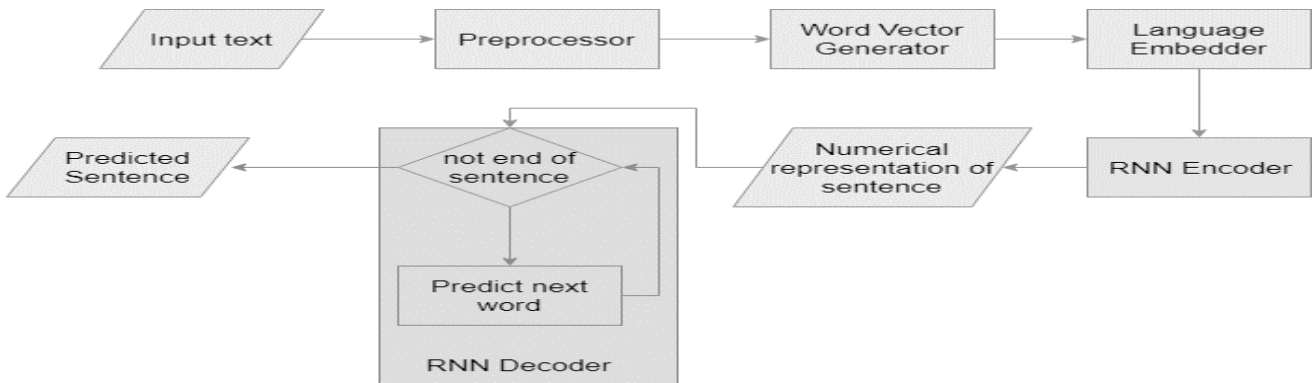 Input text
Preprocessor
Word Vector
Generator
Language
Embedder
RNN Encoder
Numerical
representation of
sentence
not end of
sentence
Predict next
word
RNN Decoder
Predicted
Sentence